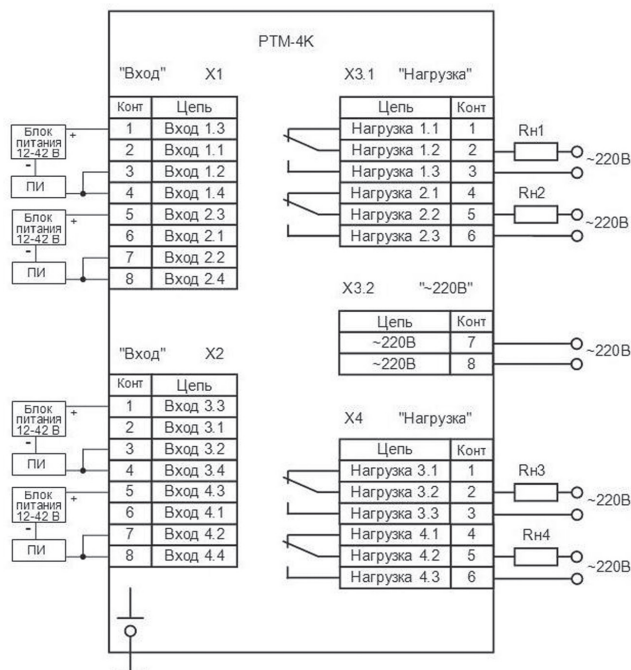 РТМ-4К
"Вход" X1
Конт Цепь
1 Вход 1.3
2 Вход 1.1
3 Вход 1.2
4 Вход 1.4
5 Вход 2.3
6 Вход 2.1
7 Вход 2.2
8 Вход 2.4
Блок
питания
12-42 В
+
-
ПИ
Блок
питания
12-42 В
+
-
ПИ
X3.1 "Нагрузка"
Цепь Конт
Нагрузка 1.1 1
Нагрузка 1.2 2
Нагрузка 1.3 3
Нагрузка 2.1 4
Нагрузка 2.2 5
Нагрузка 2.3 6
Rн1
~220В
Rн2
~220В
X3.2 "~220В"
Цепь Конт
~220В 7
~220В 8
~220В
"Вход" X2
Конт Цепь
1 Вход 3.3
2 Вход 3.1
3 Вход 3.2
4 Вход 3.4
5 Вход 4.3
6 Вход 4.1
7 Вход 4.2
8 Вход 4.4
Блок
питания
12-42 В
+
-
ПИ
Блок
питания
12-42 В
+
-
ПИ
X4 "Нагрузка"
Цепь Конт
Нагрузка 3.1 1
Нагрузка 3.2 2
Нагрузка 3.3 3
Нагрузка 4.1 4
Нагрузка 4.2 5
Нагрузка 4.3 6
Rн3
~220В
Rн4
~220В